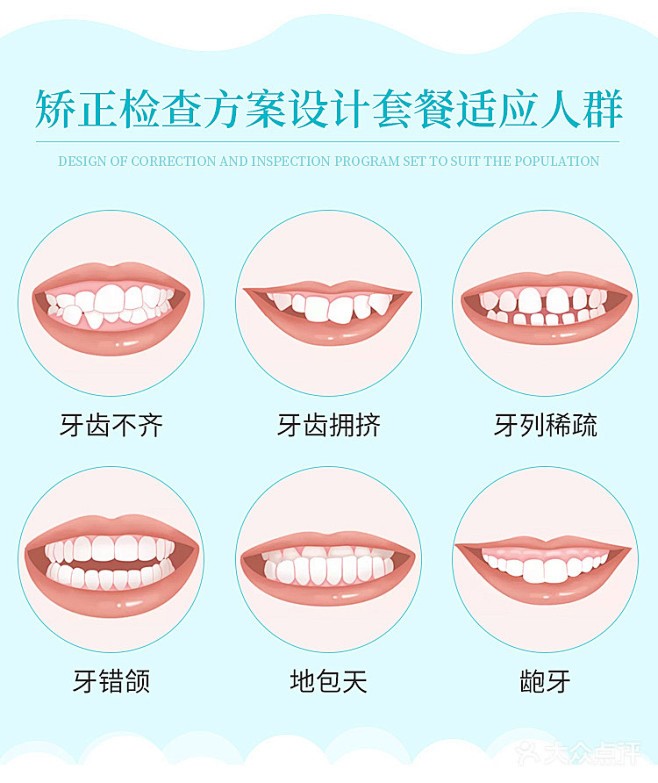 矫正检查方案设计套餐适应人群
DESIGN OF CORRECTION AND INSPECTION PROGRAM SET TO SUIT THE POPULATION
牙齿不齐 牙齿拥挤 牙列稀疏
牙错颌 地包天 龅牙
大众点评